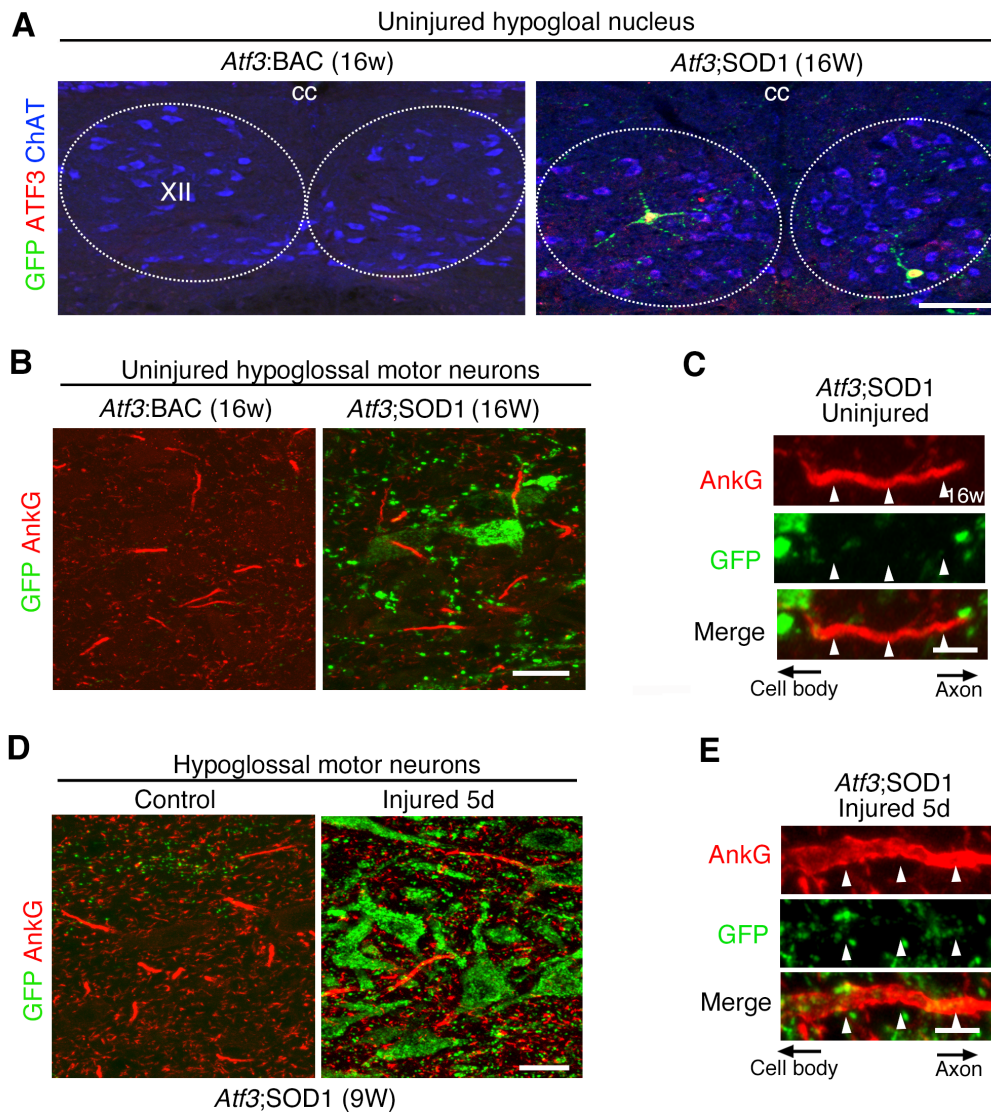 A
Uninjured hypogloal nucleus
Atf3:BAC (16w)
Atf3;SOD1 (16W)
GFP ATF3 ChAT
cc
XII
cc
B
Uninjured hypoglossal motor neurons
Atf3:BAC (16w)
Atf3;SOD1 (16W)
GFP AnkG
C
Atf3;SOD1
Uninjured
AnkG
16w
GFP
Merge
Cell body
Axon
D
Hypoglossal motor neurons
Control
Injured 5d
GFP AnkG
Atf3;SOD1 (9W)
E
Atf3;SOD1
Injured 5d
AnkG
GFP
Merge
Cell body
Axon